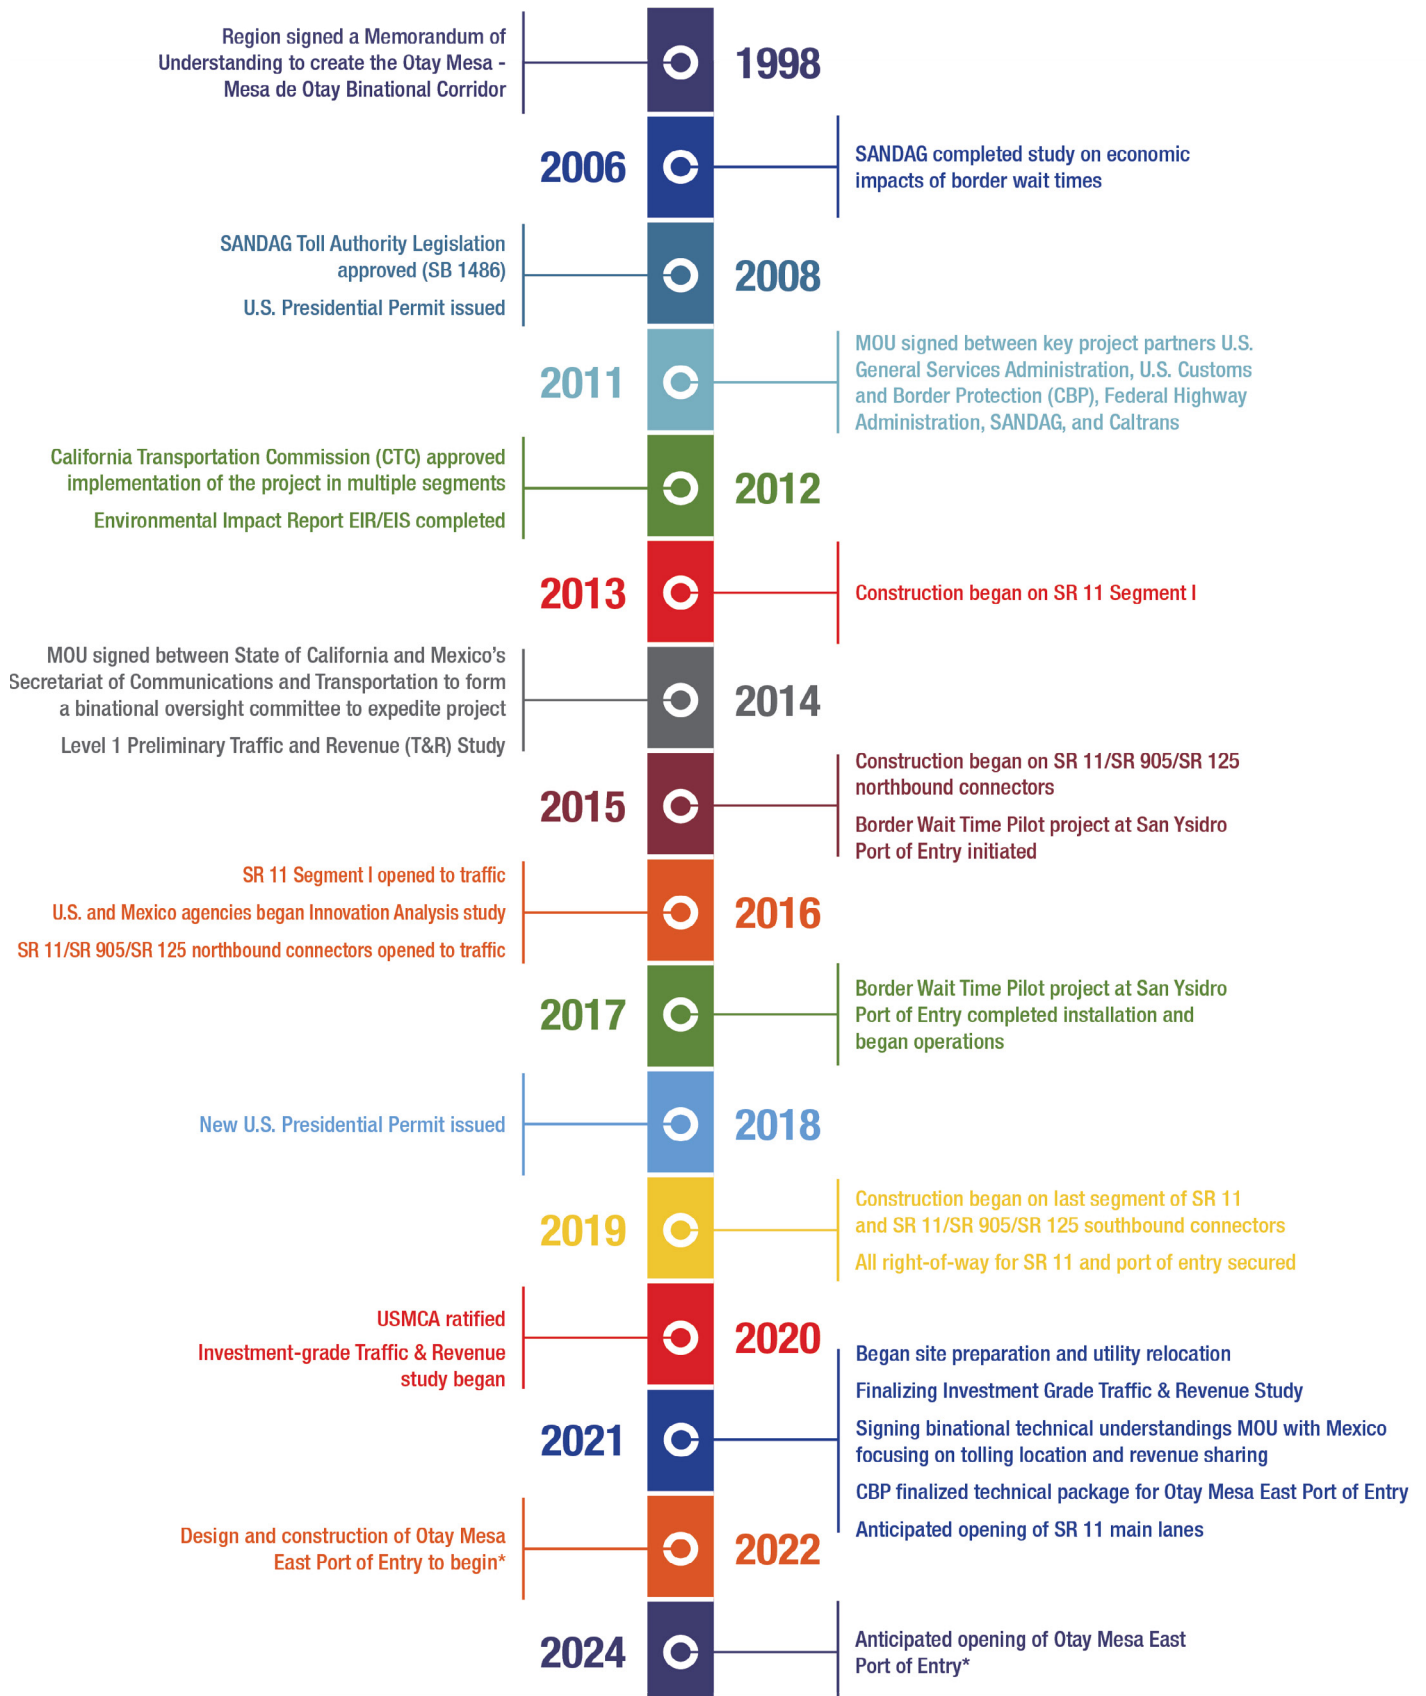 Region signed a Memorandum of
Understanding to create the Otay Mesa -
Mesa de Otay Binational Corridor
1998
2006
SANDAG completed study on economic
impacts of border wait times
SANDAG Toll Authority Legislation
approved (SB 1486)
U.S. Presidential Permit issued
2008
2011
MOU signed between key project partners U.S.
General Services Administration, U.S. Customs
and Border Protection (CBP), Federal Highway
Administration, SANDAG, and Caltrans
California Transportation Commission (CTC) approved
implementation of the project in multiple segments
Environmental Impact Report EIR/EIS completed
2012
2013
Construction began on SR 11 Segment I
MOU signed between State of California and Mexico’s
Secretariat of Communications and Transportation to form
a binational oversight committee to expedite project
Level 1 Preliminary Traffic and Revenue (T&R) Study
2014
2015
Construction began on SR 11/SR 905/SR 125
northbound connectors
Border Wait Time Pilot project at San Ysidro
Port of Entry initiated
SR 11 Segment I opened to traffic
U.S. and Mexico agencies began Innovation Analysis study
SR 11/SR 905/SR 125 northbound connectors opened to traffic
2016
2017
Border Wait Time Pilot project at San Ysidro
Port of Entry completed installation and
began operations
New U.S. Presidential Permit issued
2018
2019
Construction began on last segment of SR 11
and SR 11/SR 905/SR 125 southbound connectors
All right-of-way for SR 11 and port of entry secured
USMCA ratified
Investment-grade Traffic & Revenue
study began
2020
2021
Began site preparation and utility relocation
Finalizing Investment Grade Traffic & Revenue Study
Signing binational technical understandings MOU with Mexico
focusing on tolling location and revenue sharing
CBP finalized technical package for Otay Mesa East Port of Entry
Anticipated opening of SR 11 main lanes
Design and construction of Otay Mesa
East Port of Entry to begin*
2022
2024
Anticipated opening of Otay Mesa East
Port of Entry*